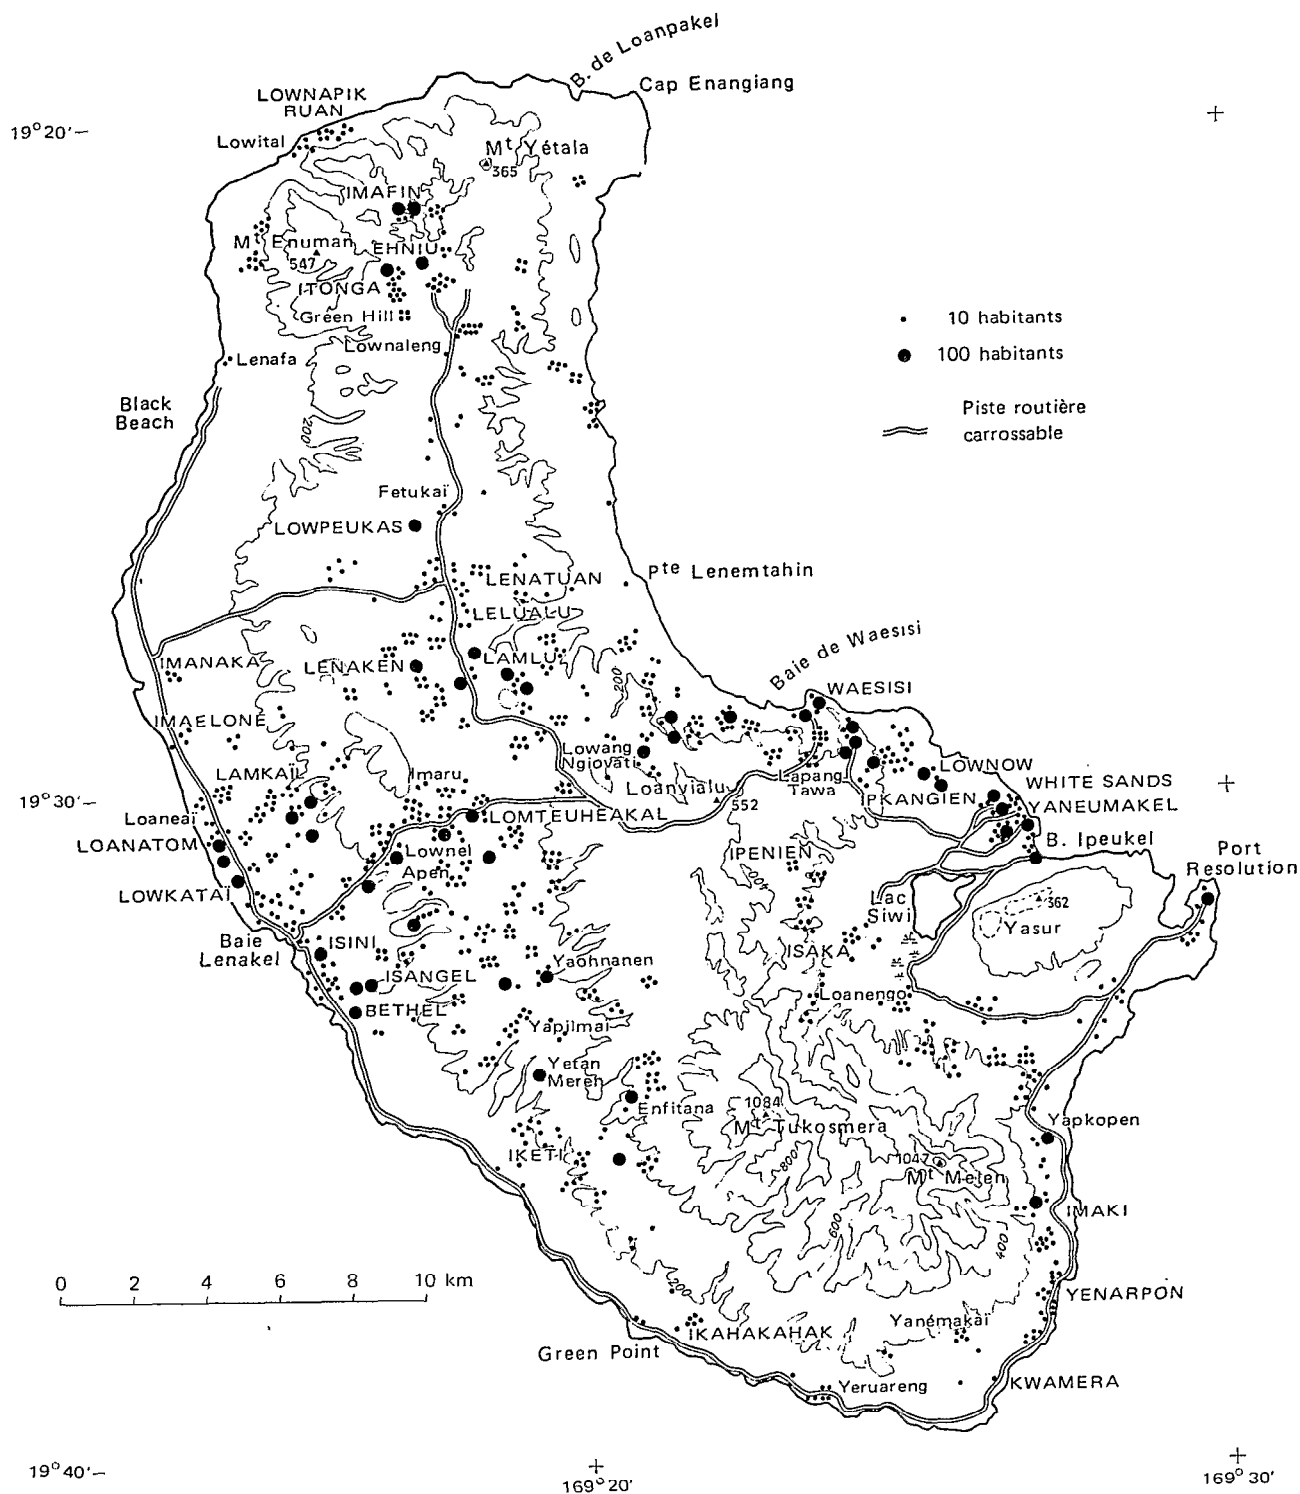 B. de Loanpakel
Cap Enangiang
LOWNAPIK
RUAN
19°20'
Lowital
Mt Yétala
365
IMAFIN
Mt Enuman
547
EHNIU
ITONGA
Green Hill
Lownaleng
Lenafa
10 habitants
100 habitants
Piste routière
carrossable
Black
Beach
200
Fetukaï
LOWPEUKAS
LENATUAN
Pte Lenemtahin
LELUALU
Baie de Waesisi
IMANAKA
LENAKEN
LAMLU
200
WAESISI
IMAELONE
Lowang
Ngiovati
LOWNOW
LAMKAÏL
Imaru
Loanvialu
552
Lapang
Tawa
IPKANGIEN
WHITE SANDS
YANEUMAKEL
19°30'
Loaneai
LOMTEUHEAKAL
LOANATOM
Lownel
Apen
IPENIEN
400
B. Ipeukel
Port
Resolution
LOWKATAI
Lac
Siwi
362
Yasur
Baie
Lenakel
ISINI
ISAKA
ISANGEL
Yaohnanen
BETHEL
Loanengo
Yapilmai
Yetan
Mereh
Enfitana
1084
Mt Tukosmera
Yapkopen
IKETI
800
1047
Mt Melen
IMAKI
600
400
0 2 4 6 8 10 km
200
YENARPON
IKAHAKAHAK
Yanémakaï
Green Point
Yeruareng
KWAMERA
19°40'
169°20'
169°30'